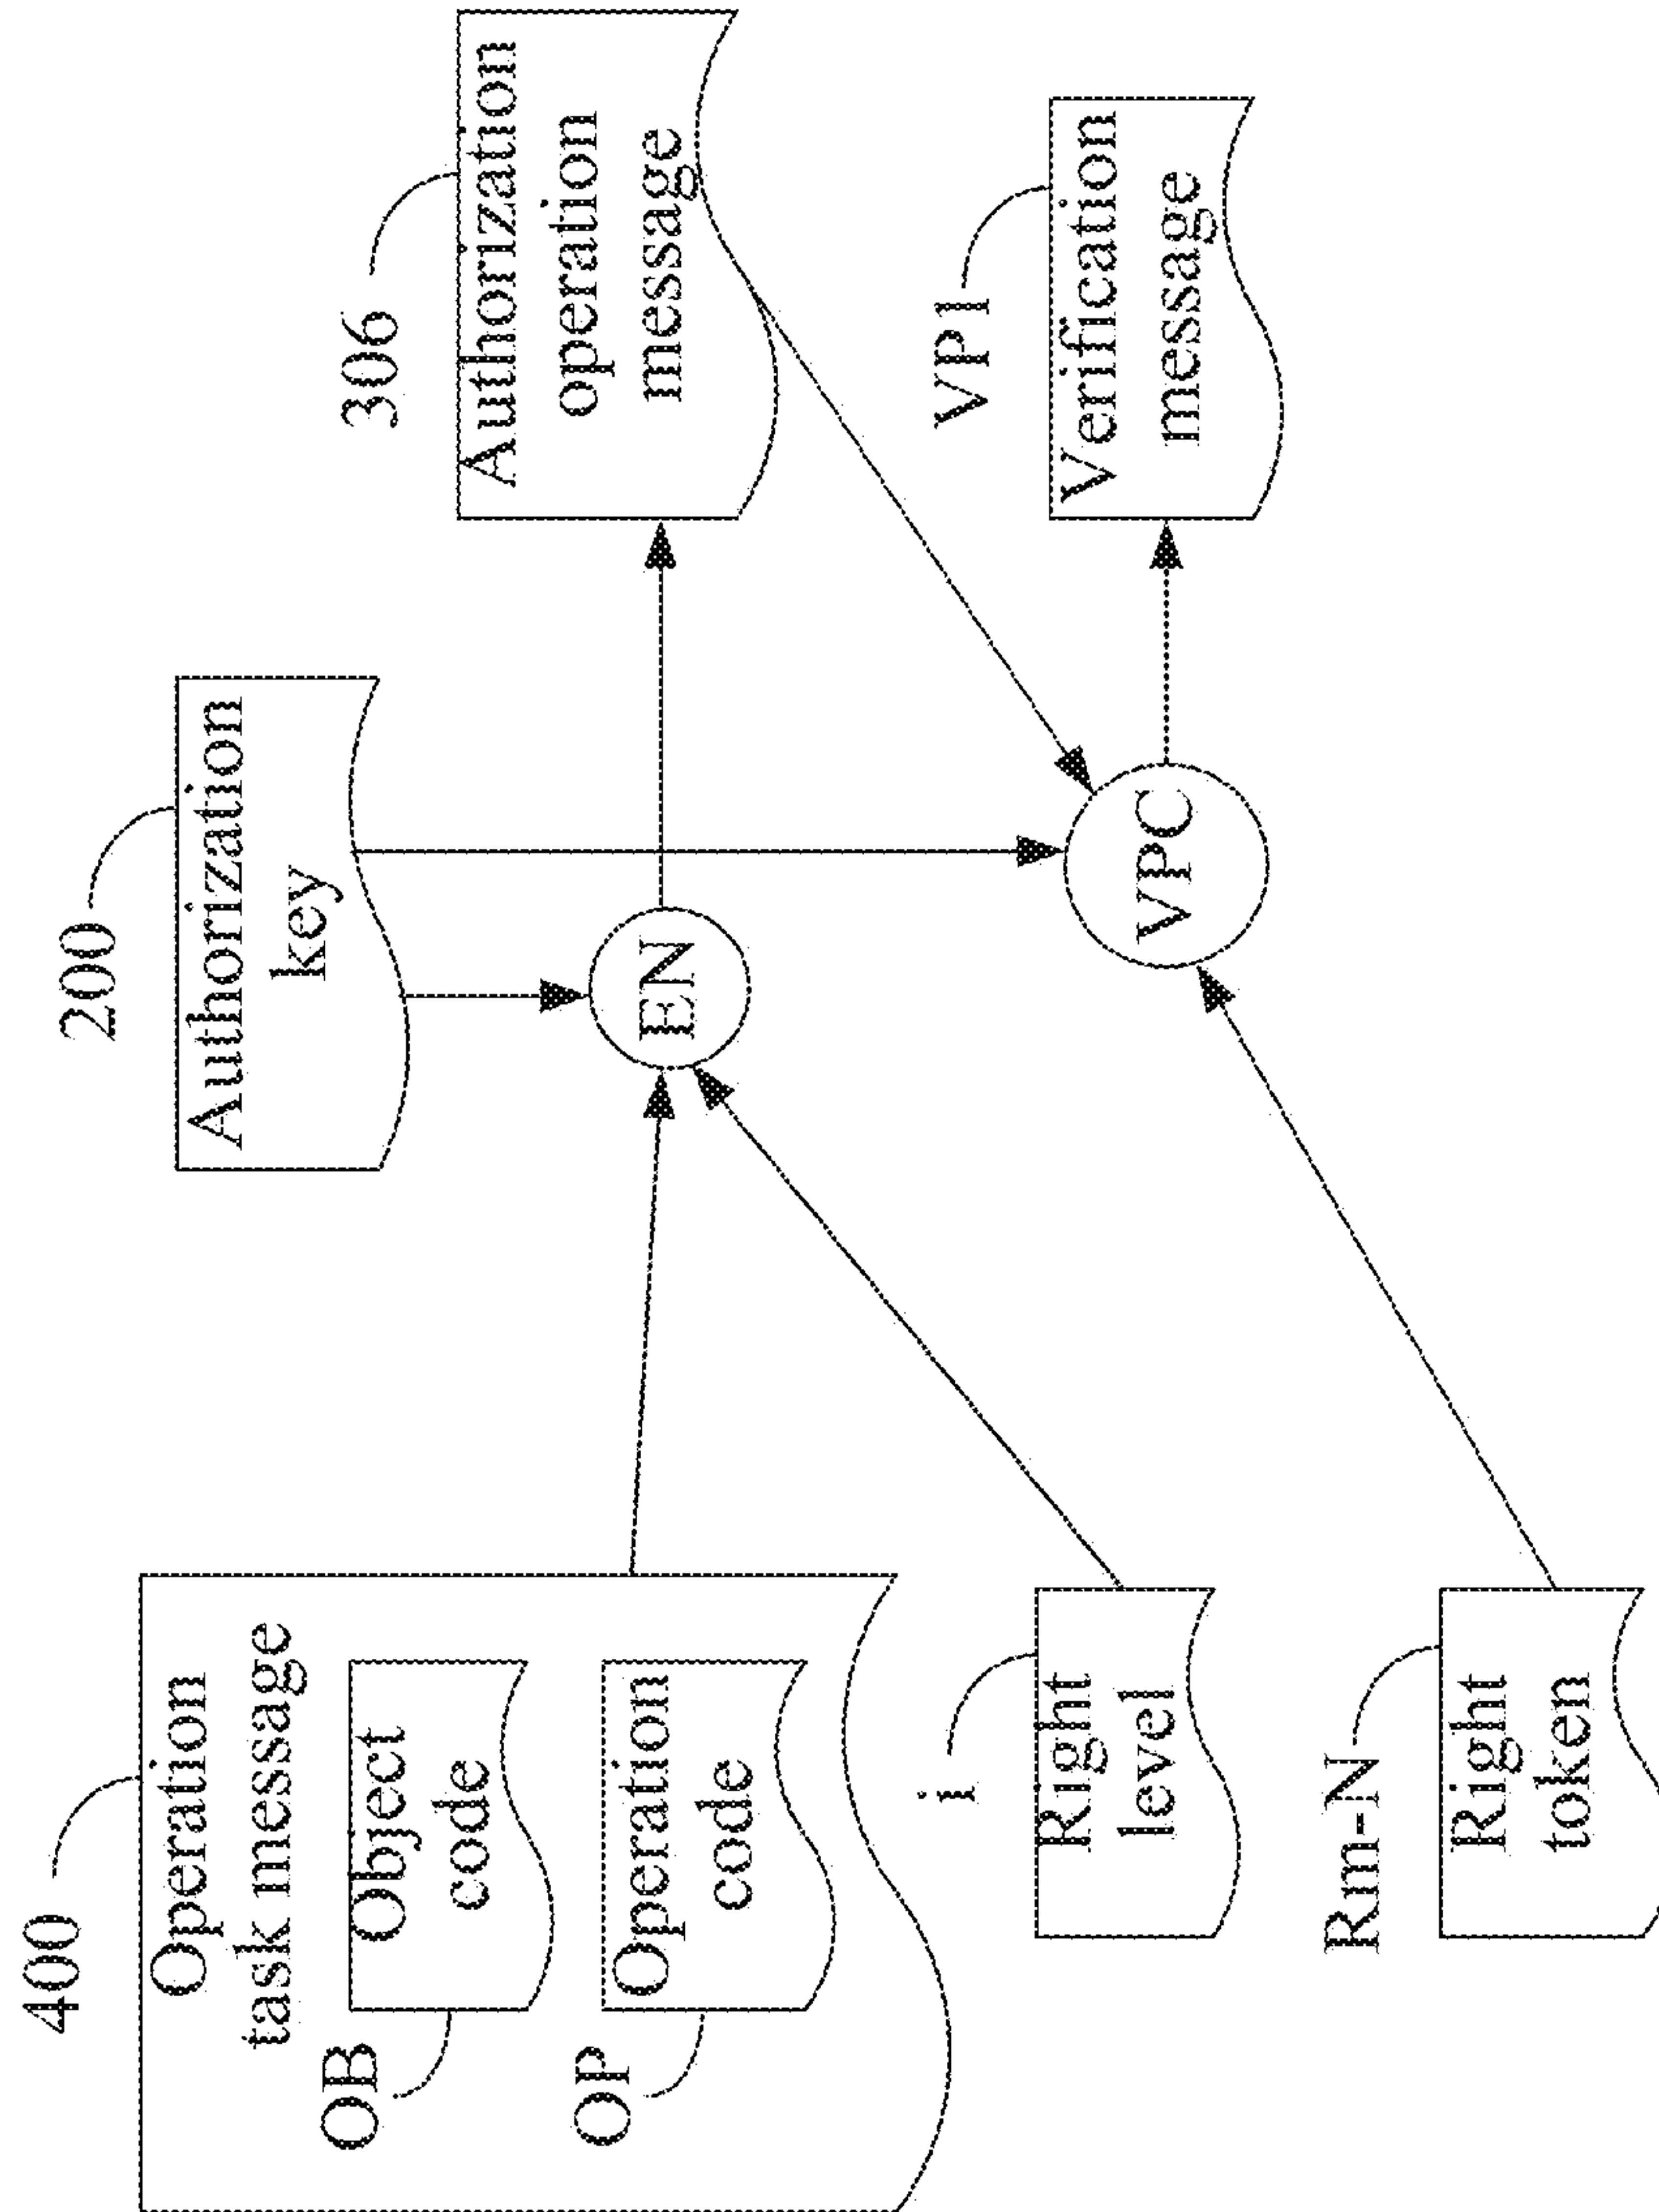 400
Operation
task message
OB
Object
code
OP
Operation
code
i
Right
level
Rm-N
Right
token
200
Authorization
key
EN
VPC
306
Authorization
operation
message
VP1
Verification
message